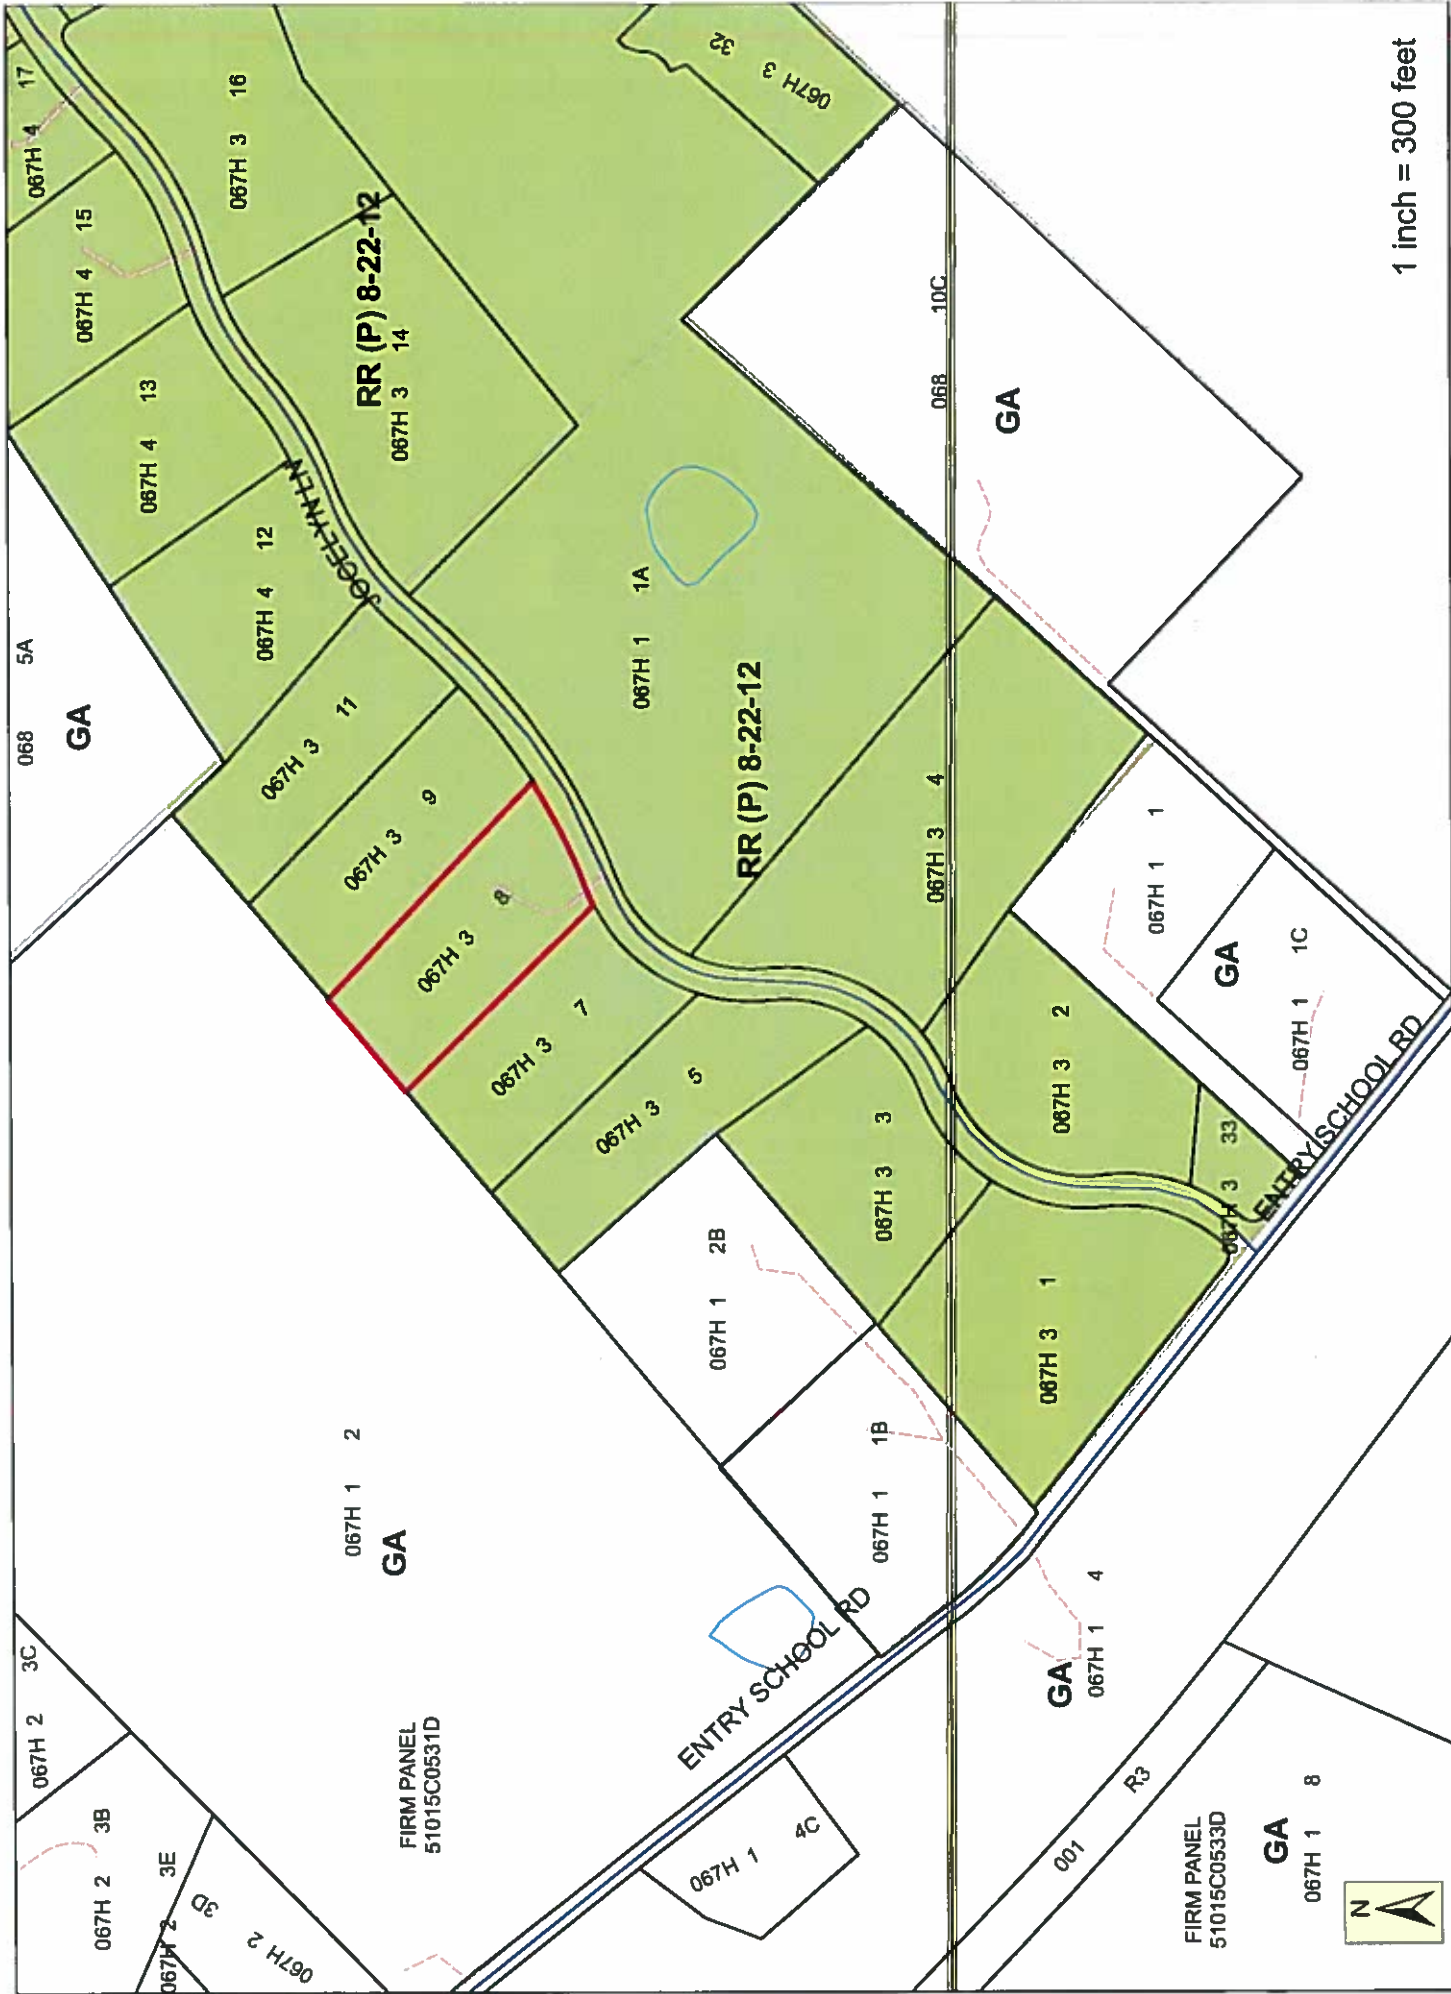 068 5A
GA
067H 4 17
067H 3 16
067H 4 15
067H 3 32
067H 4 13
RR (P) 8-22-12
067H 3 14
067H 4 12
JOCELYN LN
067H 3 11
067H 3 9
067H 3 8
067H 3 7
067H 3 5
067H 1 1A
RR (P) 8-22-12
067H 3 4
068 10C
GA
067H 3 3
067H 3 2
067H 3 1
067H 3 33
067H 1 1
GA
067H 1 1C
ENTRY SCHOOL RD
067H 1 2B
067H 1 1B
067H 1 2
GA
067H 2 3C
067H 2 3B
067H 2 3E
067H 2 3D
FIRM PANEL
51015C0531D
ENTRY SCHOOL RD
067H 1 4C
GA
067H 1 4
001 R3
FIRM PANEL
51015C0533D
GA
067H 1 8
N
1 inch = 300 feet